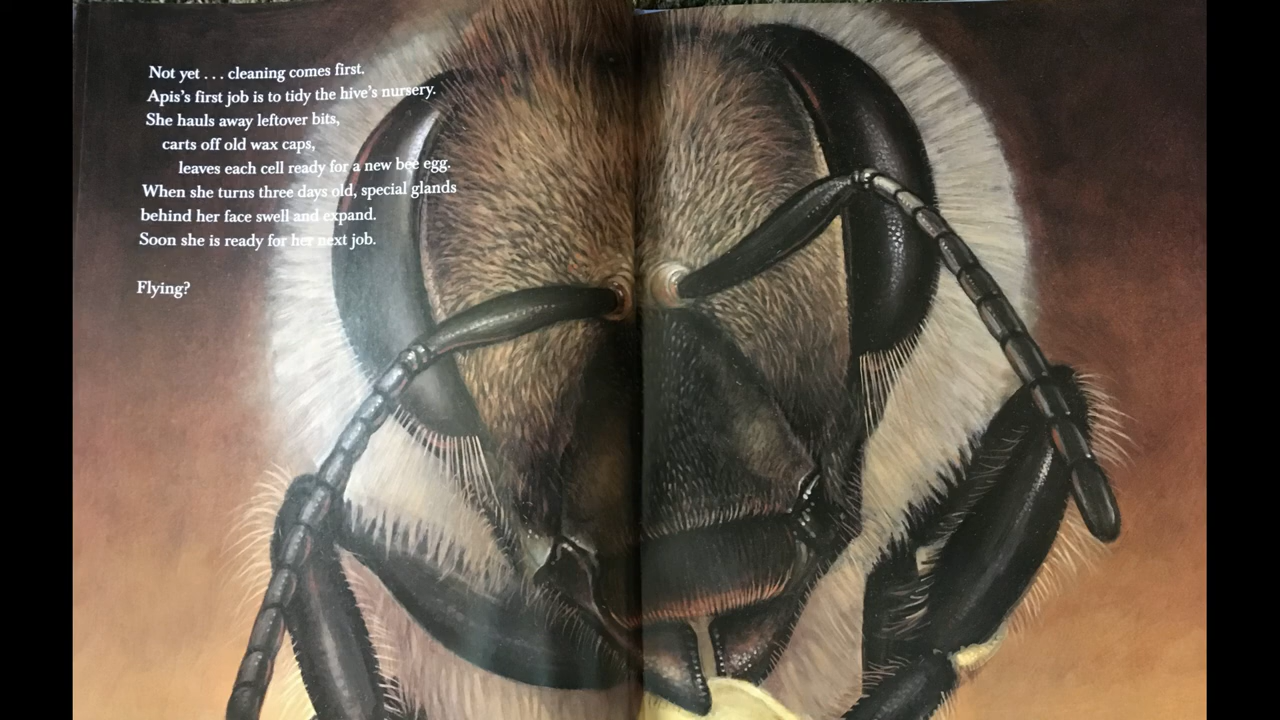 Not yet . . . cleaning comes first.
Apis's first job is to tidy the hive's nursery.
She hauls away leftover bits,
carts off old wax caps,
leaves each cell ready for a new bee egg.
When she turns three days old, special glands
behind her face swell and expand.
Soon she is ready for her next job.
Flying?